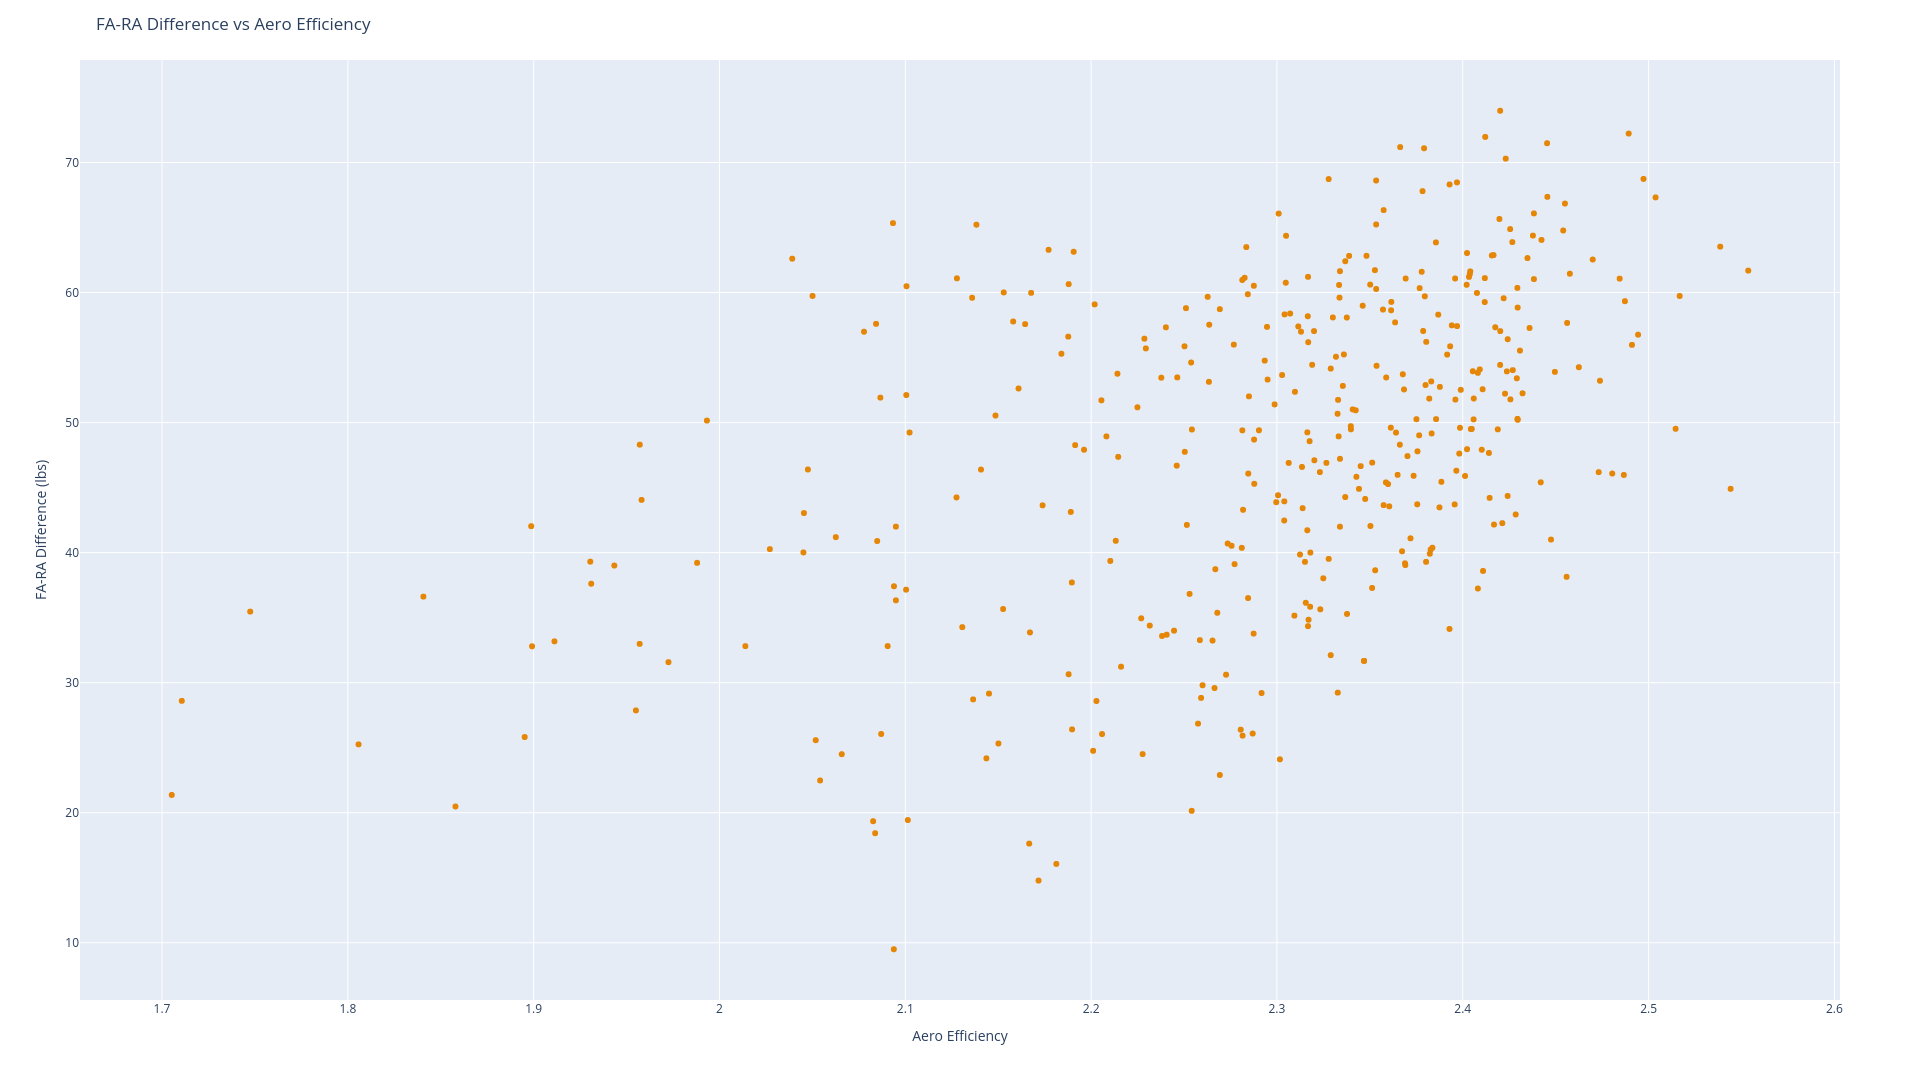 FA-RA Difference vs Aero Efficiency
FA-RA Difference (lbs)
70
60
50
40
30
20
10
1.7 1.8 1.9 2 2.1 2.2 2.3 2.4 2.5 2.6
Aero Efficiency